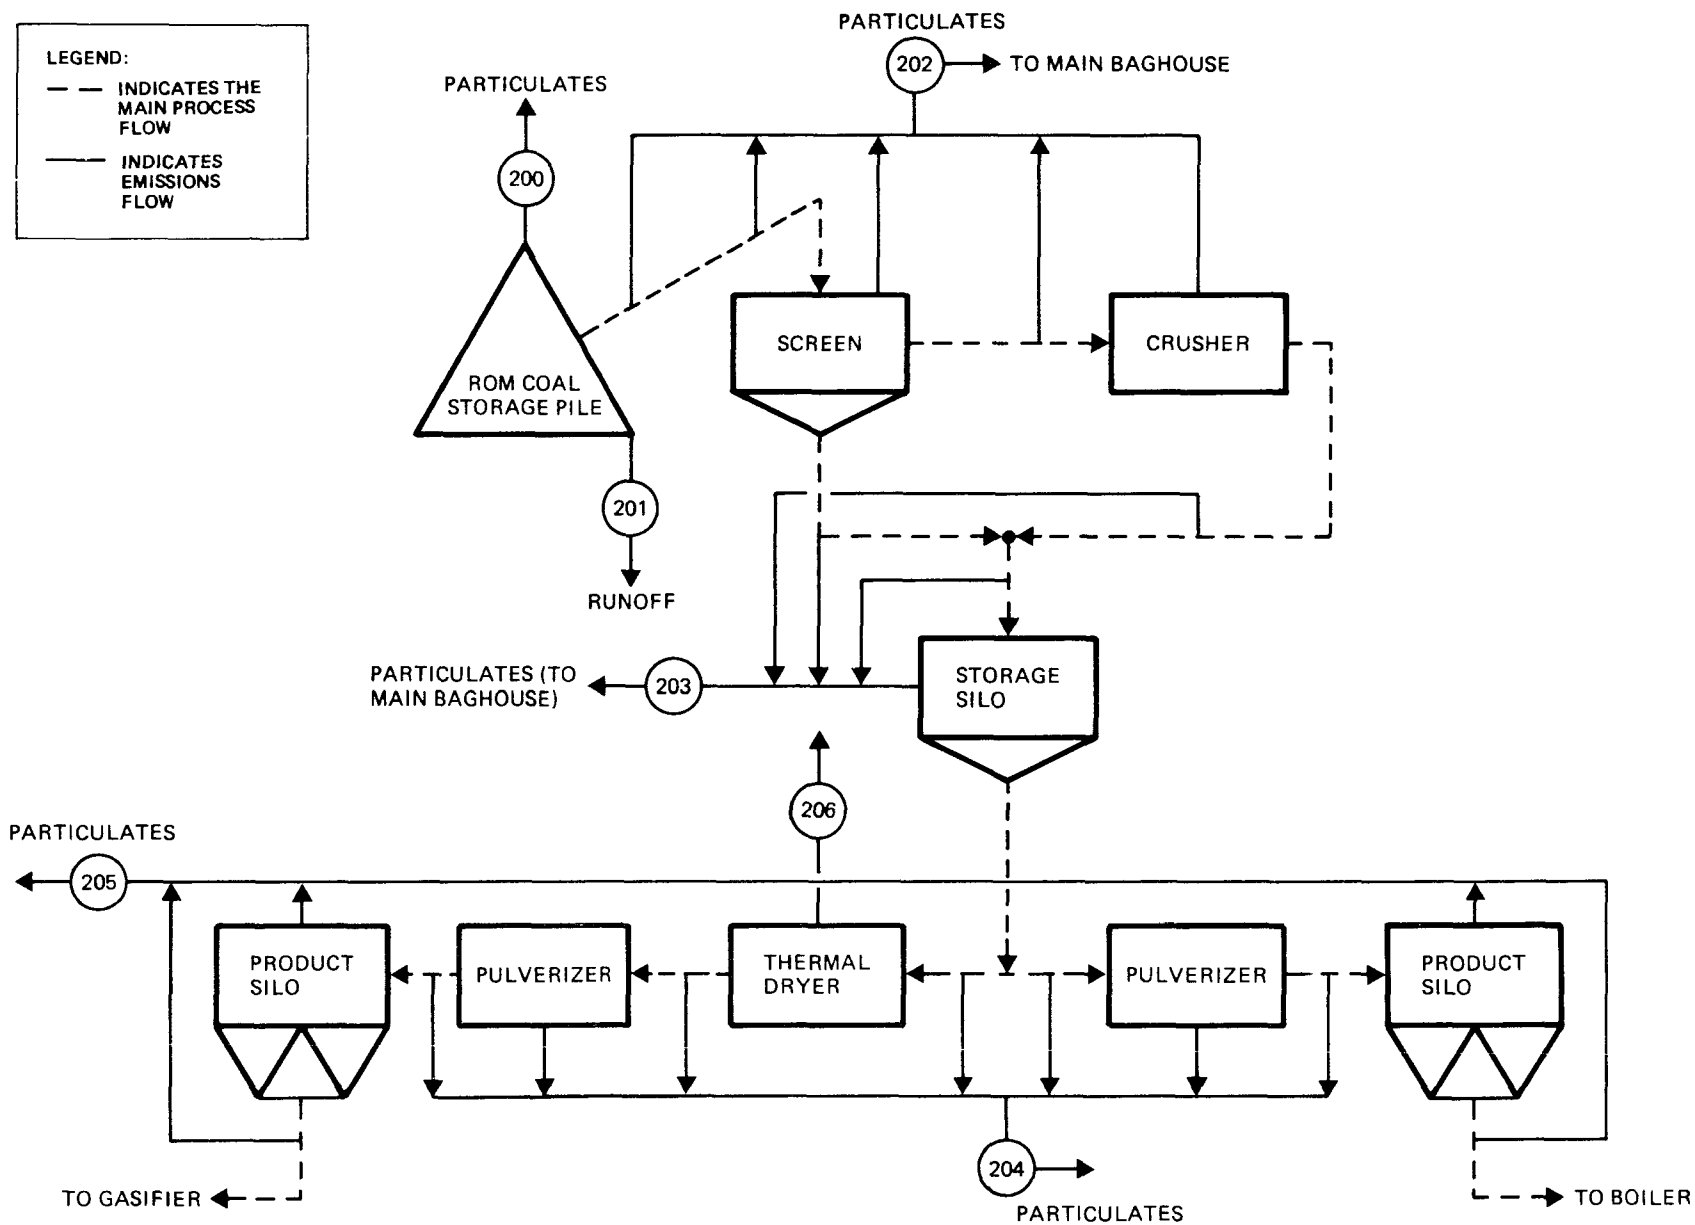 LEGEND:
INDICATES THE
MAIN PROCESS
FLOW
INDICATES
EMISSIONS
FLOW
PARTICULATES
202
TO MAIN BAGHOUSE
PARTICULATES
200
SCREEN
CRUSHER
ROM COAL
STORAGE PILE
201
RUNOFF
PARTICULATES (TO
MAIN BAGHOUSE)
203
STORAGE
SILO
206
PARTICULATES
205
PRODUCT
SILO
PULVERIZER
THERMAL
DRYER
PULVERIZER
PRODUCT
SILO
204
PARTICULATES
TO GASIFIER
TO BOILER